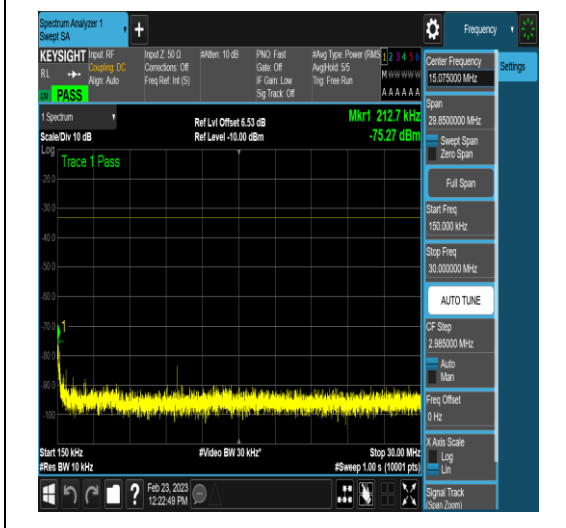 Spectrum Analyzer 1
Swept SA
Frequency
KEYSIGHT
RL
PASS
Input: RF
Coupling: DC
Align: Auto
Input Z: 50 Ω
Corrections: Off
Freq Ref: Int (S)
#Atten: 10 dB
PNO: Fast
Gate: Off
IF Gain: Low
Sig Track: Off
#Avg Type: Power (RMS
Avg|Hold: 5/5
Trig: Free Run
1 2 3 4 5 6
M W W W W W
A A A A A A
Center Frequency
15.075000 MHz
Settings
Span
29.8500000 MHz
Swept Span
Zero Span
Full Span
Start Freq
150.000 kHz
Stop Freq
30.000000 MHz
AUTO TUNE
CF Step
2.985000 MHz
Auto
Man
Freq Offset
0 Hz
X Axis Scale
Log
Lin
Signal Track
(Span Zoom)
1 Spectrum
Scale/Div 10 dB
Log
Ref Lvl Offset 6.53 dB
Ref Level -10.00 dBm
Mkr1 212.7 kHz
-75.27 dBm
Trace 1 Pass
-20.0
-30.0
-40.0
-50.0
-60.0
-70.0
1
-80.0
-90.0
-100
Start 150 kHz
#Res BW 10 kHz
#Video BW 30 kHz*
Stop 30.00 MHz
#Sweep 1.00 s (10001 pts)
?
Feb 23, 2023
12:22:49 PM